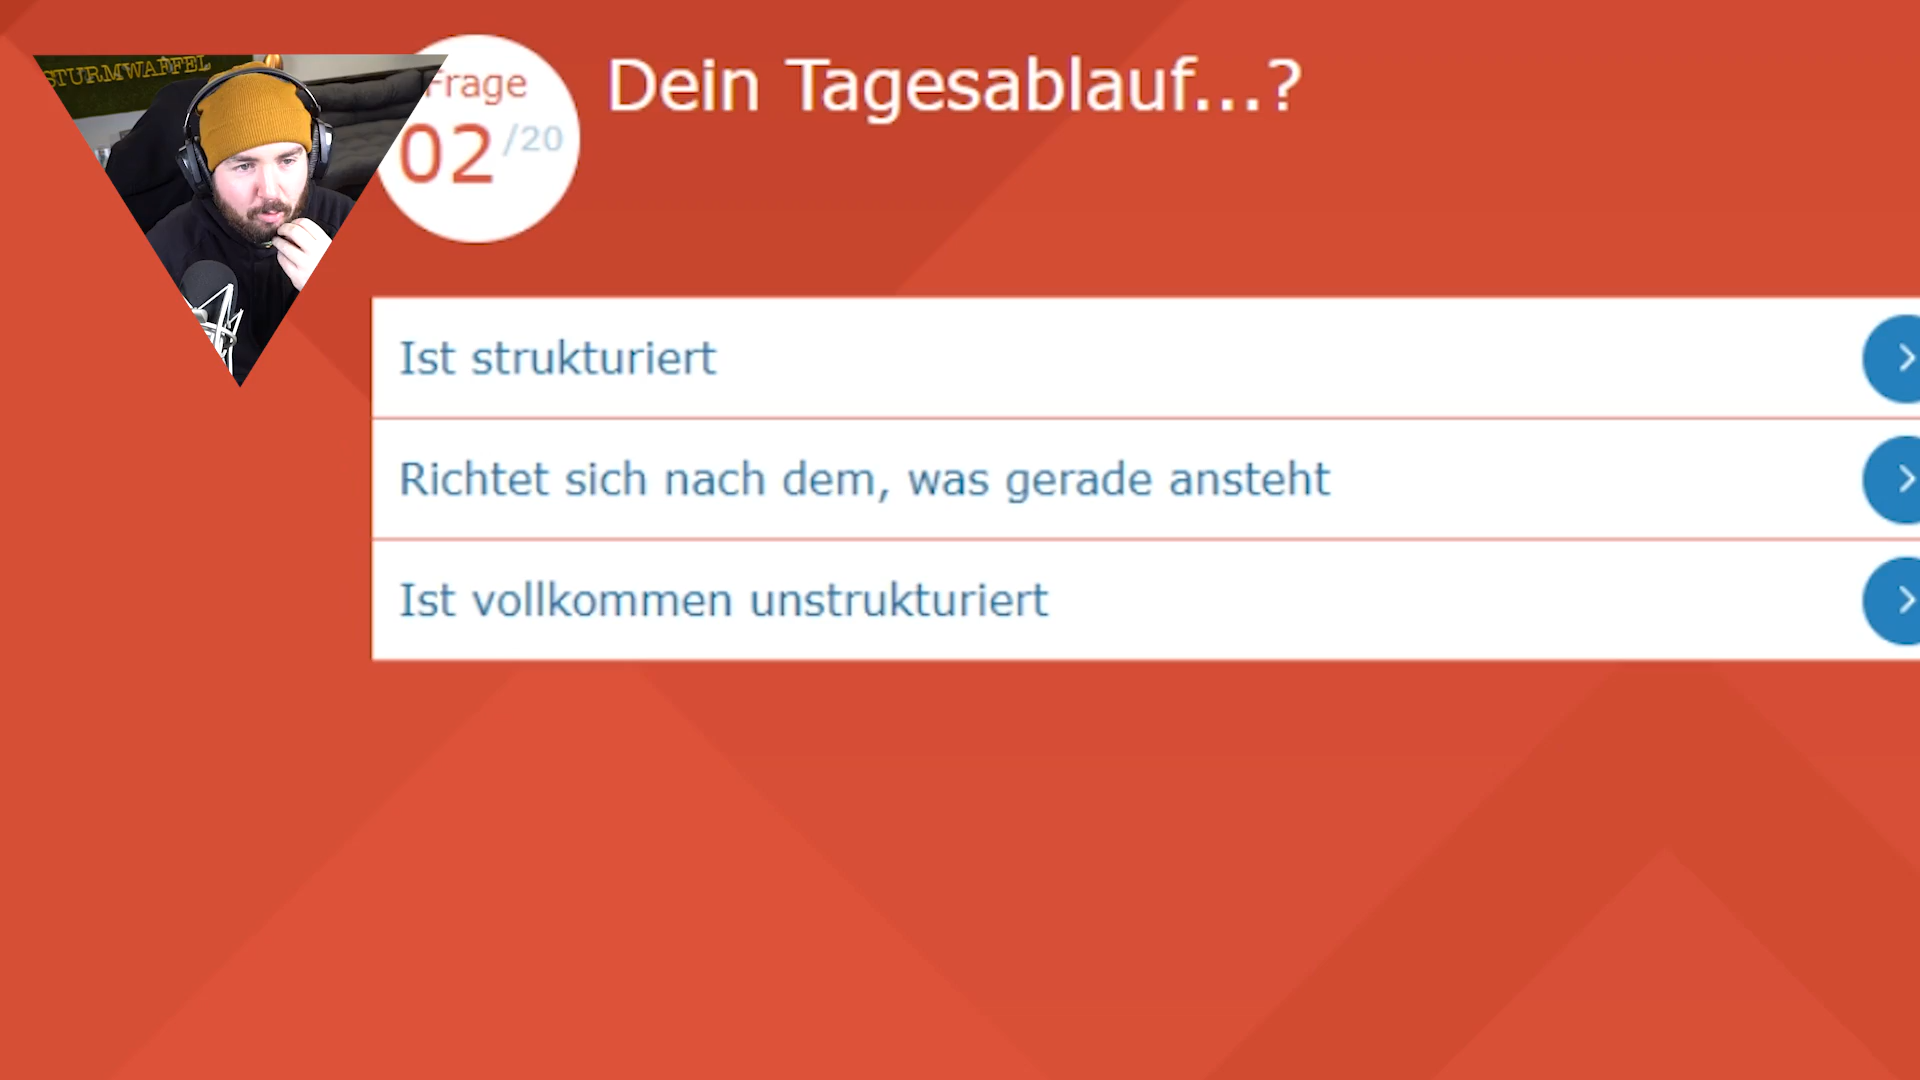 STURMWAFFEL
Frage
02/20
Dein Tagesablauf...?
Ist strukturiert
Richtet sich nach dem, was gerade ansteht
Ist vollkommen unstrukturiert